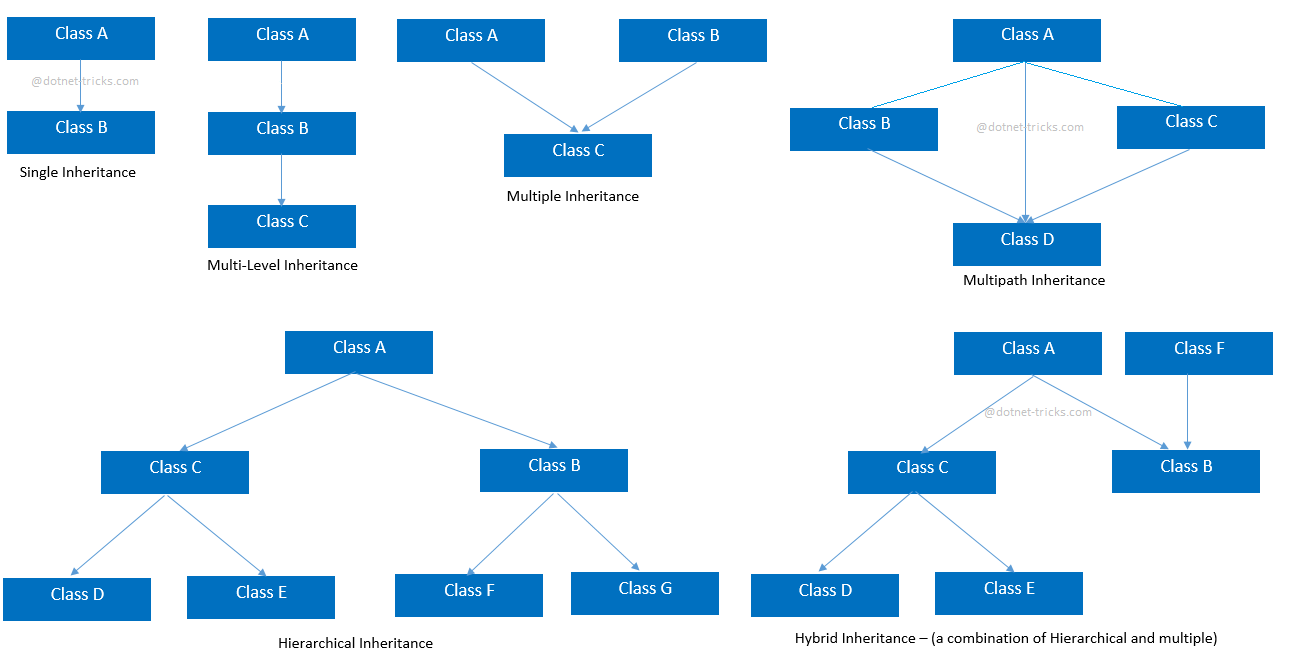 Class A
@dotnet-tricks.com
Class B
Single Inheritance
Class A
Class B
Class C
Multi-Level Inheritance
Class A
Class B
Class C
Multiple Inheritance
Class A
Class B
@dotnet-tricks.com
Class C
Class D
Multipath Inheritance
Class A
Class C
Class B
Class D
Class E
Class F
Class G
Hierarchical Inheritance
Class A
Class F
@dotnet-tricks.com
Class C
Class B
Class D
Class E
Hybrid Inheritance – (a combination of Hierarchical and multiple)